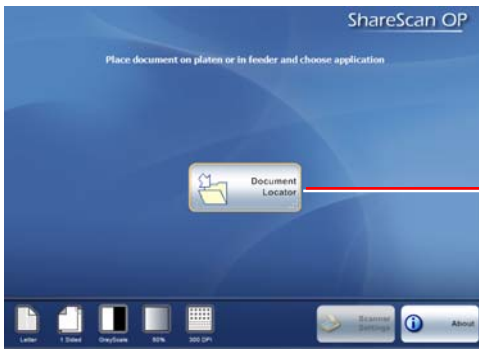 ShareScan OP
Place document on platen or in feeder and choose application
Document
Locator
Letter
1 Sided
GreyScale
50%
300 DPI
Scanner
Settings
About